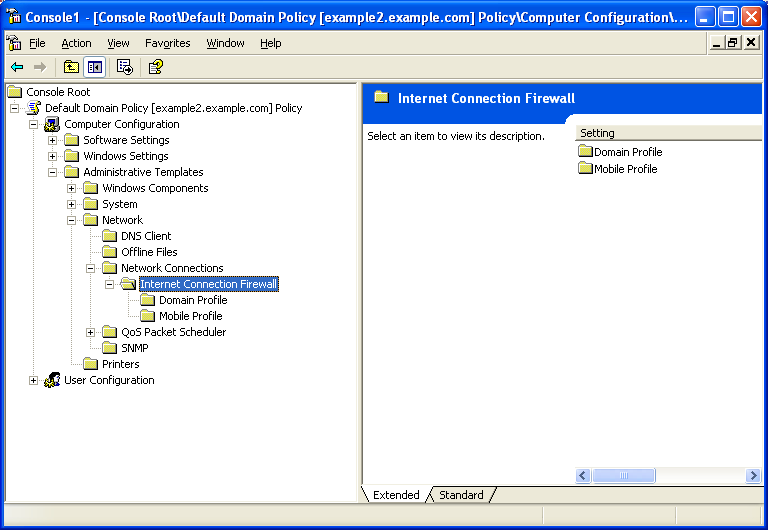 Console1 - [Console Root\Default Domain Policy [example2.example.com] Policy\Computer Configuration\...
File Action View Favorites Window Help
Console Root
Default Domain Policy [example2.example.com] Policy
Computer Configuration
Software Settings
Windows Settings
Administrative Templates
Windows Components
System
Network
DNS Client
Offline Files
Network Connections
Internet Connection Firewall
Domain Profile
Mobile Profile
QoS Packet Scheduler
SNMP
Printers
User Configuration
Internet Connection Firewall
Select an item to view its description.
Setting
Domain Profile
Mobile Profile
Extended Standard